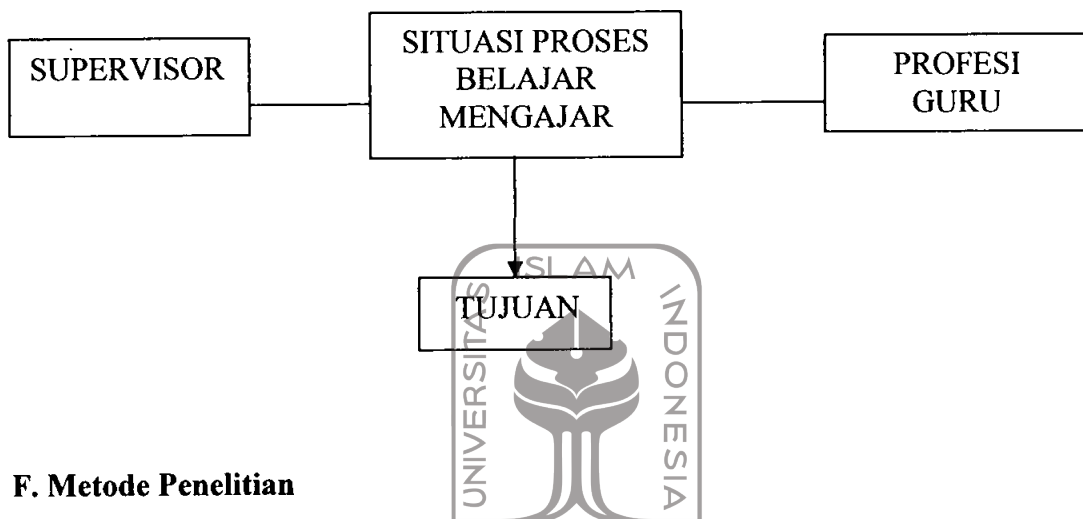 SUPERVISOR
SITUASI PROSES
BELAJAR
MENGAJAR
PROFESI
GURU
TUJUAN
UNIVERSITAS
ISLAM
INDONESIA
F. Metode Penelitian